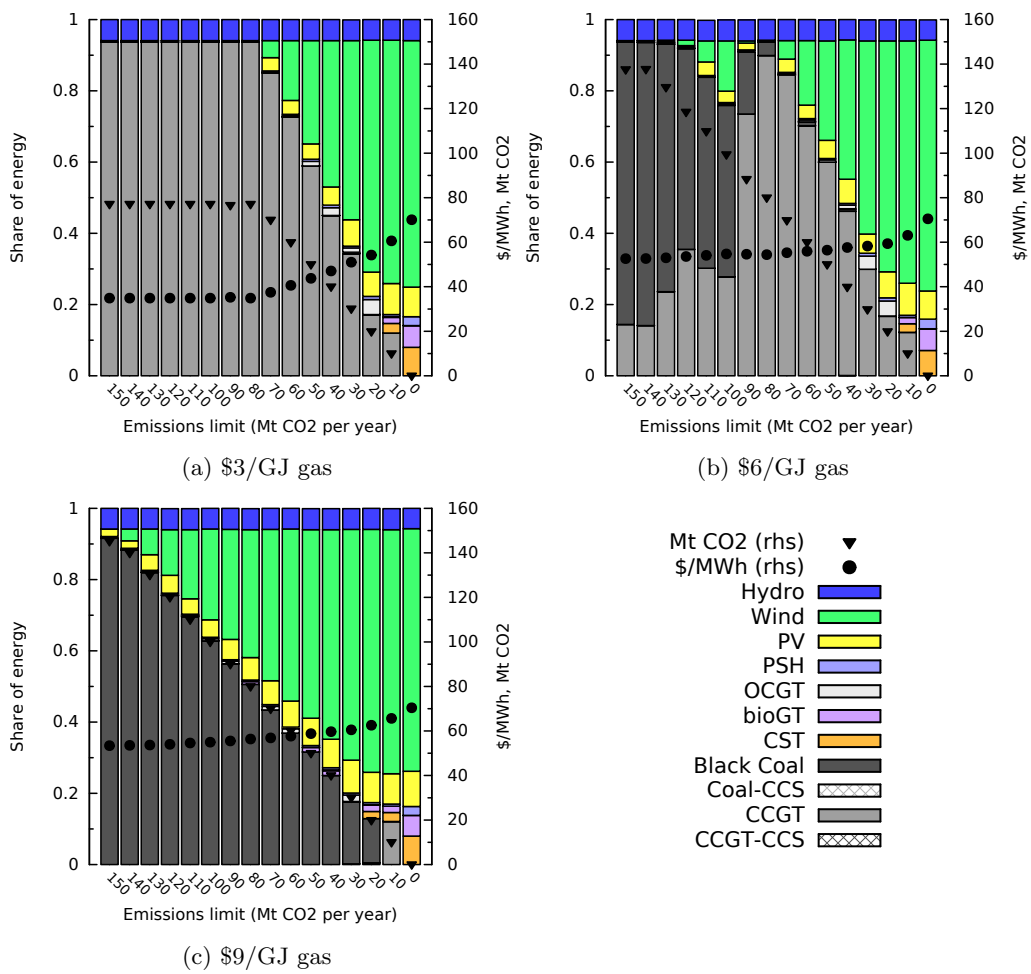 1
0.8
0.6
0.4
0.2
0
Share of energy
160
140
120
100
80
60
40
20
0
$/MWh, Mt CO2
150 140 130 120 110 100 90 80 70 60 50 40 30 20 10 0
Emissions limit (Mt CO2 per year)
(a) $3/GJ gas
1
0.8
0.6
0.4
0.2
0
Share of energy
160
140
120
100
80
60
40
20
0
$/MWh, Mt CO2
150 140 130 120 110 100 90 80 70 60 50 40 30 20 10 0
Emissions limit (Mt CO2 per year)
(b) $6/GJ gas
1
0.8
0.6
0.4
0.2
0
Share of energy
160
140
120
100
80
60
40
20
0
$/MWh, Mt CO2
150 140 130 120 110 100 90 80 70 60 50 40 30 20 10 0
Emissions limit (Mt CO2 per year)
(c) $9/GJ gas
Mt CO2 (rhs)
$/MWh (rhs)
Hydro
Wind
PV
PSH
OCGT
bioGT
CST
Black Coal
Coal-CCS
CCGT
CCGT-CCS